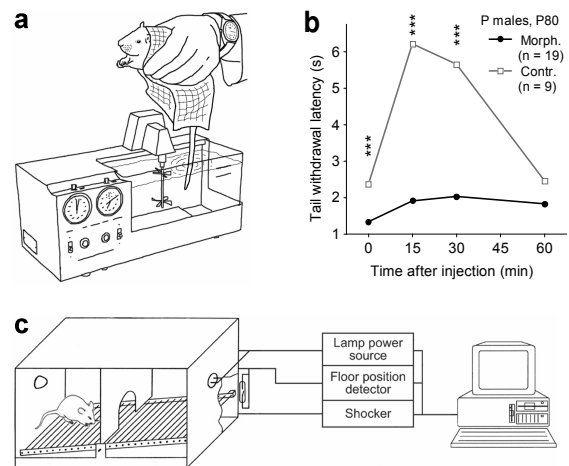 a
b
P males, P80
Morph.
(n = 19)
Contr.
(n = 9)
Tail withdrawal latency (s)
6
5
4
3
2
1
***
***
***
0
15
30
45
60
Time after injection (min)
c
Lamp power
source
Floor position
detector
Shocker